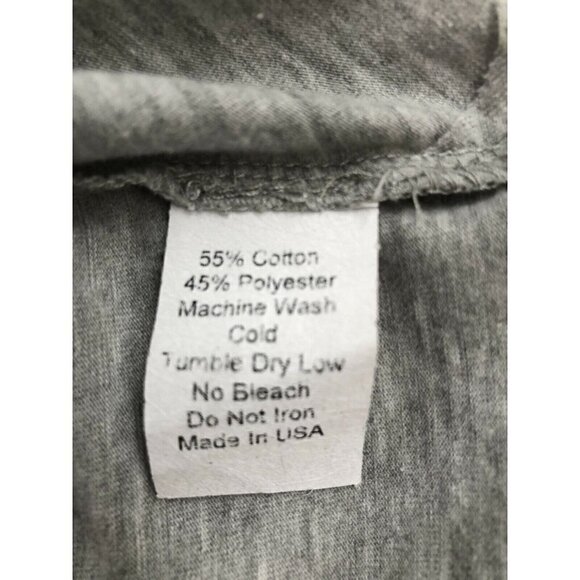 55% Cotton
45% Polyester
Machine Wash
Cold
Tumble Dry Low
No Bleach
Do Not Iron
Made In USA